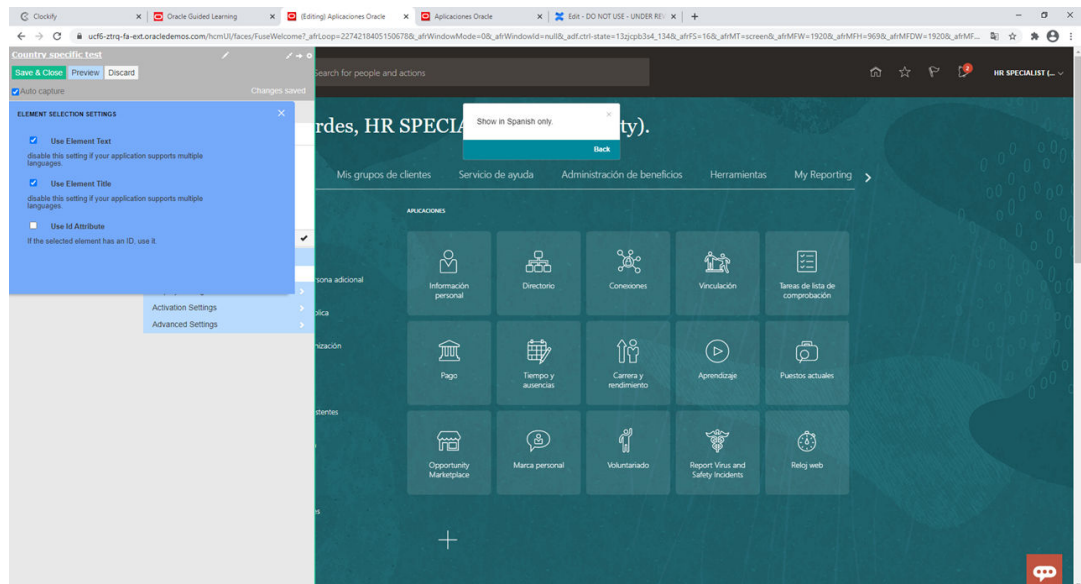 Clockify
Oracle Guided Learning
(Editing) Aplicaciones Oracle
Aplicaciones Oracle
Edit - DO NOT USE - UNDER REV
ucf6-ztrq-fa-ext.oracledemos.com/hcmUI/faces/FuseWelcome?_afrLoop=2274218405150678&_afrWindowMode=0&_afrWindowId=null&_adf.ctrl-state=13zjcpb3s4_134&_afrFS=16&_afrMT=screen&_afrMFW=1920&_afrMFH=969&_afrMFDW=1920&_afrMF...
Country specific test
Save & Close Preview Discard
Auto capture
Changes saved
ELEMENT SELECTION SETTINGS
Use Element Text
disable this setting if your application supports multiple
languages.
Use Element Title
disable this setting if your application supports multiple
languages.
Use Id Attribute
If the selected element has an ID, use it.
Activation Settings
Advanced Settings
Search for people and actions
2
HR SPECIALIST (...
rdes, HR SPECIA
ty).
Show in Spanish only.
Back
Mis grupos de clientes
Servicio de ayuda
Administración de beneficios
Herramientas
My Reporting
APLICACIONES
rsona adicional
plica
nización
stentes
es
Información
personal
Directorio
Conexiones
Vinculación
Tareas de lista de
comprobación
Pago
Tiempo y
ausencias
Carrera y
rendimiento
Aprendizaje
Puestos actuales
Opportunity
Marketplace
Marca personal
Voluntariado
Report Virus and
Safety Incidents
Reloj web